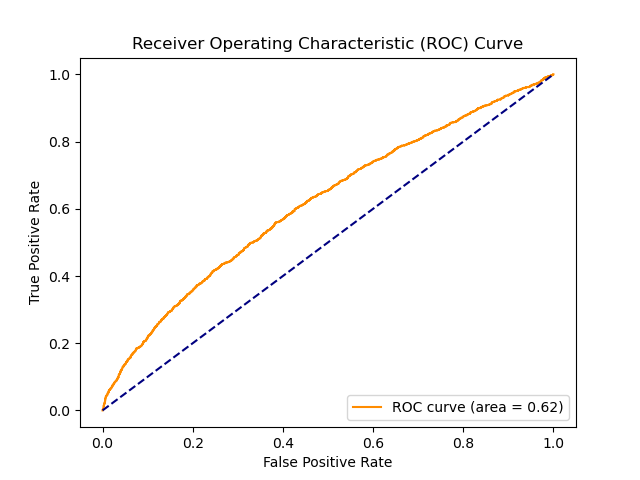 Receiver Operating Characteristic (ROC) Curve
1.0
0.8
0.6
0.4
0.2
0.0
True Positive Rate
ROC curve (area = 0.62)
0.0 0.2 0.4 0.6 0.8 1.0
False Positive Rate